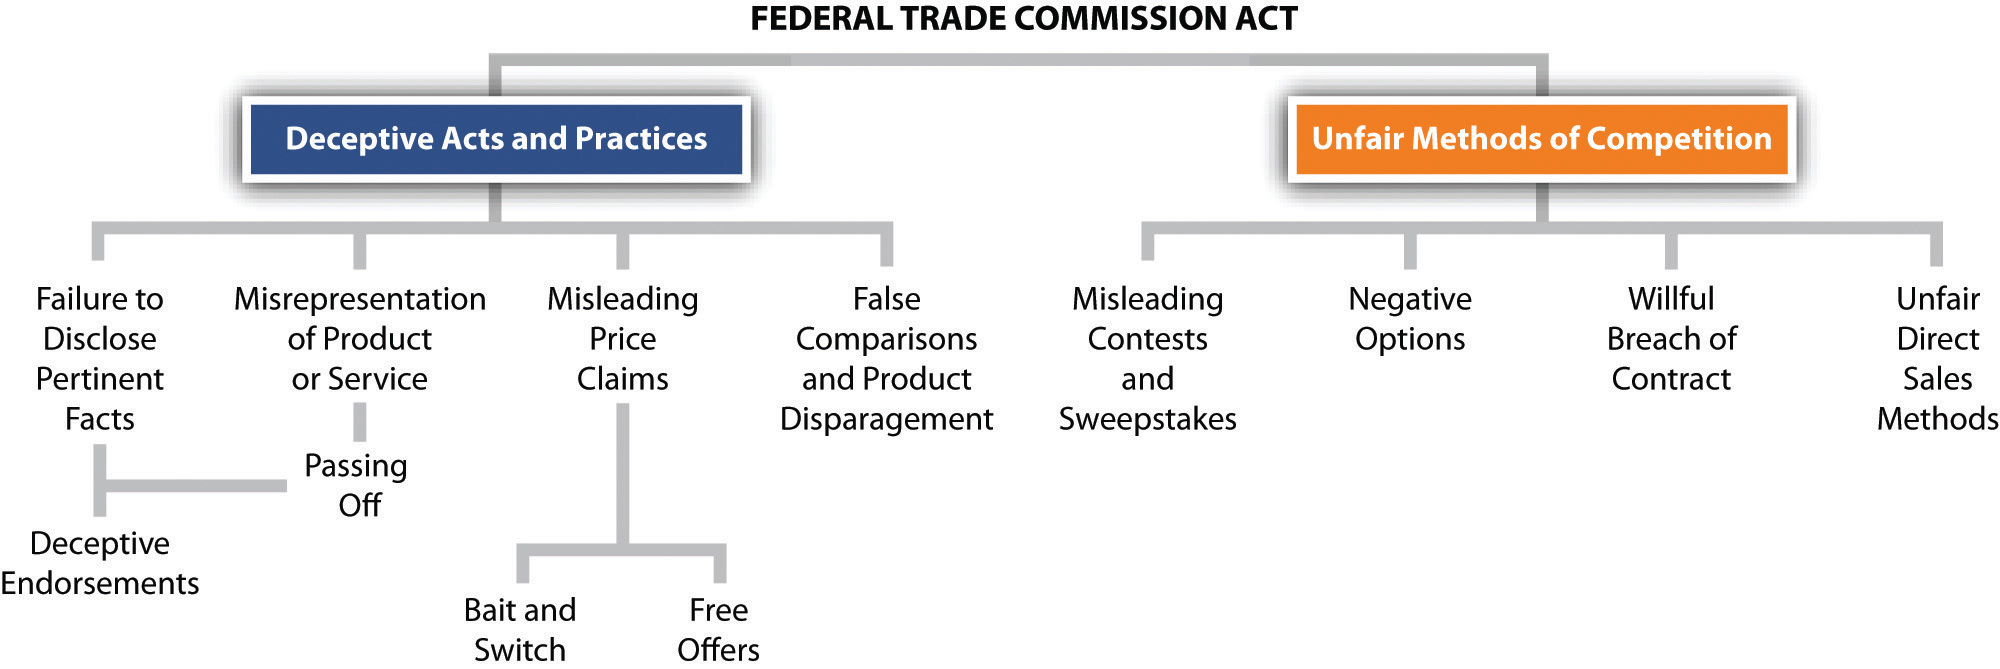 FEDERAL TRADE COMMISSION ACT
Deceptive Acts and Practices
Unfair Methods of Competition
Failure to
Disclose
Pertinent
Facts
Misrepresentation
of Product
or Service
Misleading
Price
Claims
False
Comparisons
and Product
Disparagement
Misleading
Contests
and
Sweepstakes
Negative
Options
Willful
Breach of
Contract
Unfair
Direct
Sales
Methods
Passing
Off
Deceptive
Endorsements
Bait and
Switch
Free
Offers